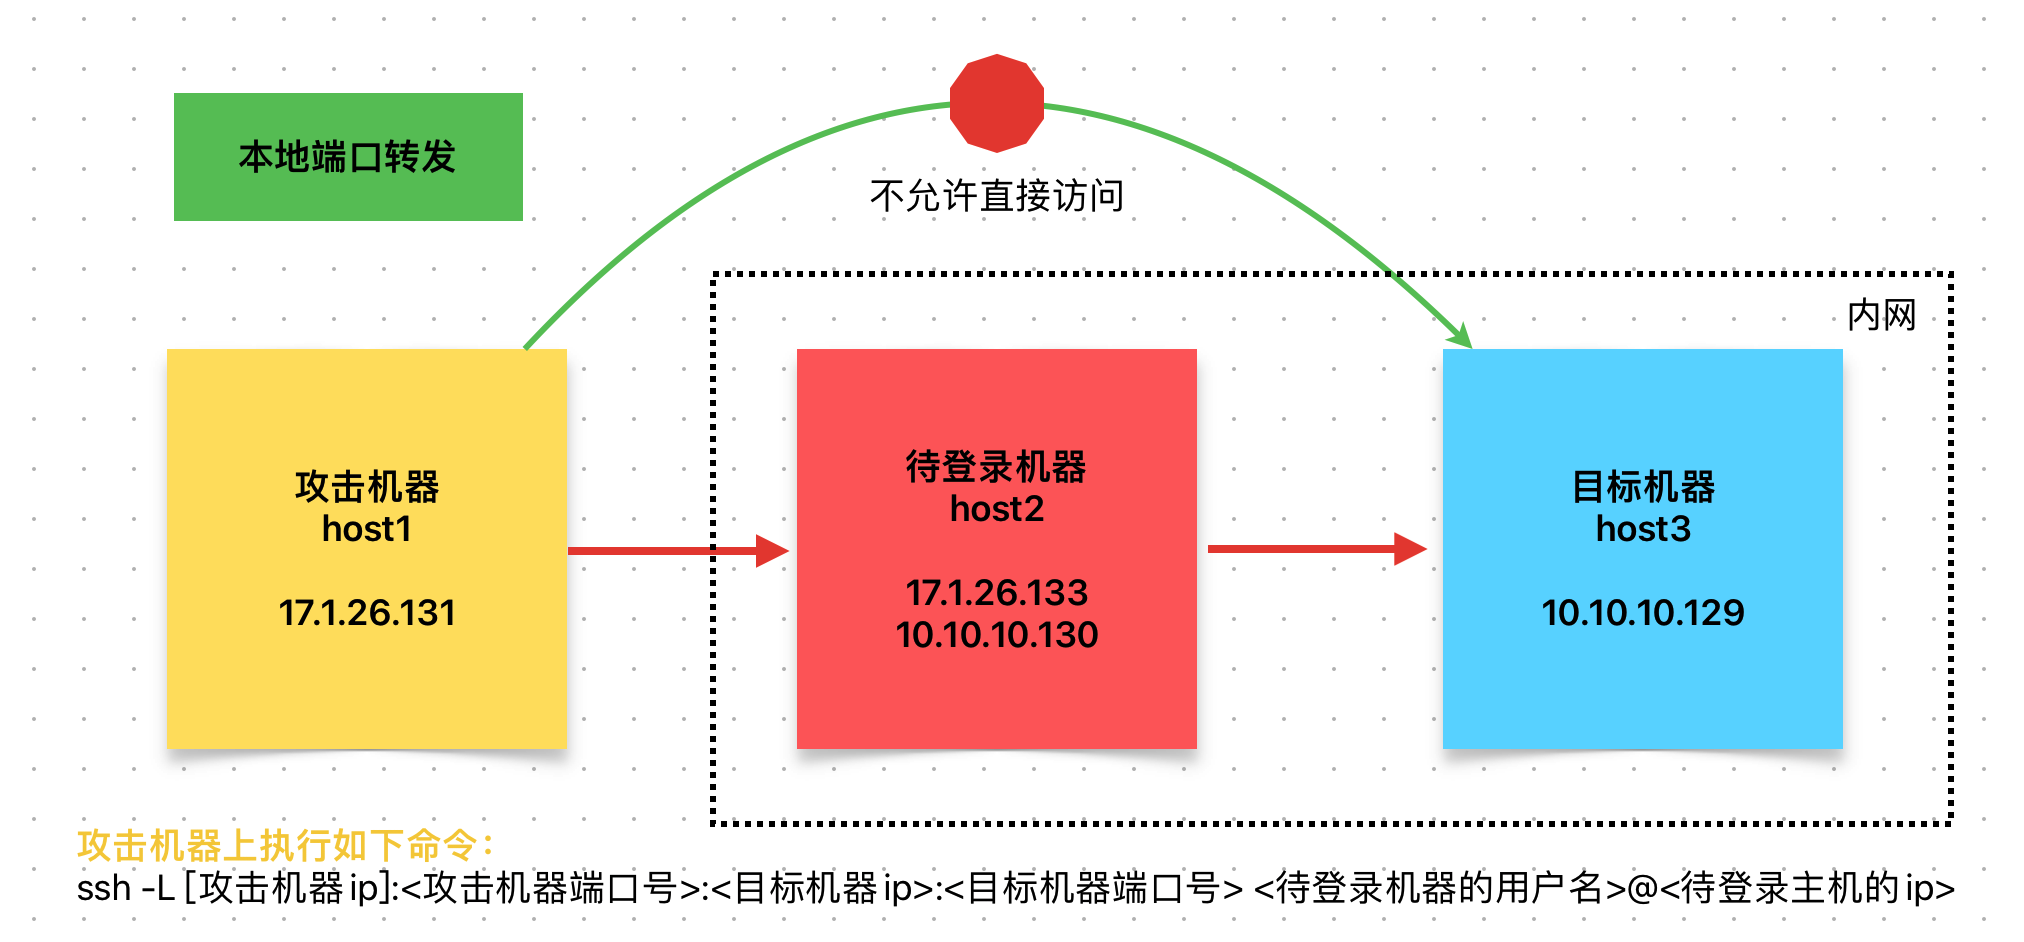 本地端口转发
不允许直接访问
内网
攻击机器
host1
17.1.26.131
待登录机器
host2
17.1.26.133
10.10.10.130
目标机器
host3
10.10.10.129
攻击机器上执行如下命令：
ssh -L [攻击机器ip]:<攻击机器端口号>:<目标机器ip>:<目标机器端口号> <待登录机器的用户名>@<待登录主机的ip>